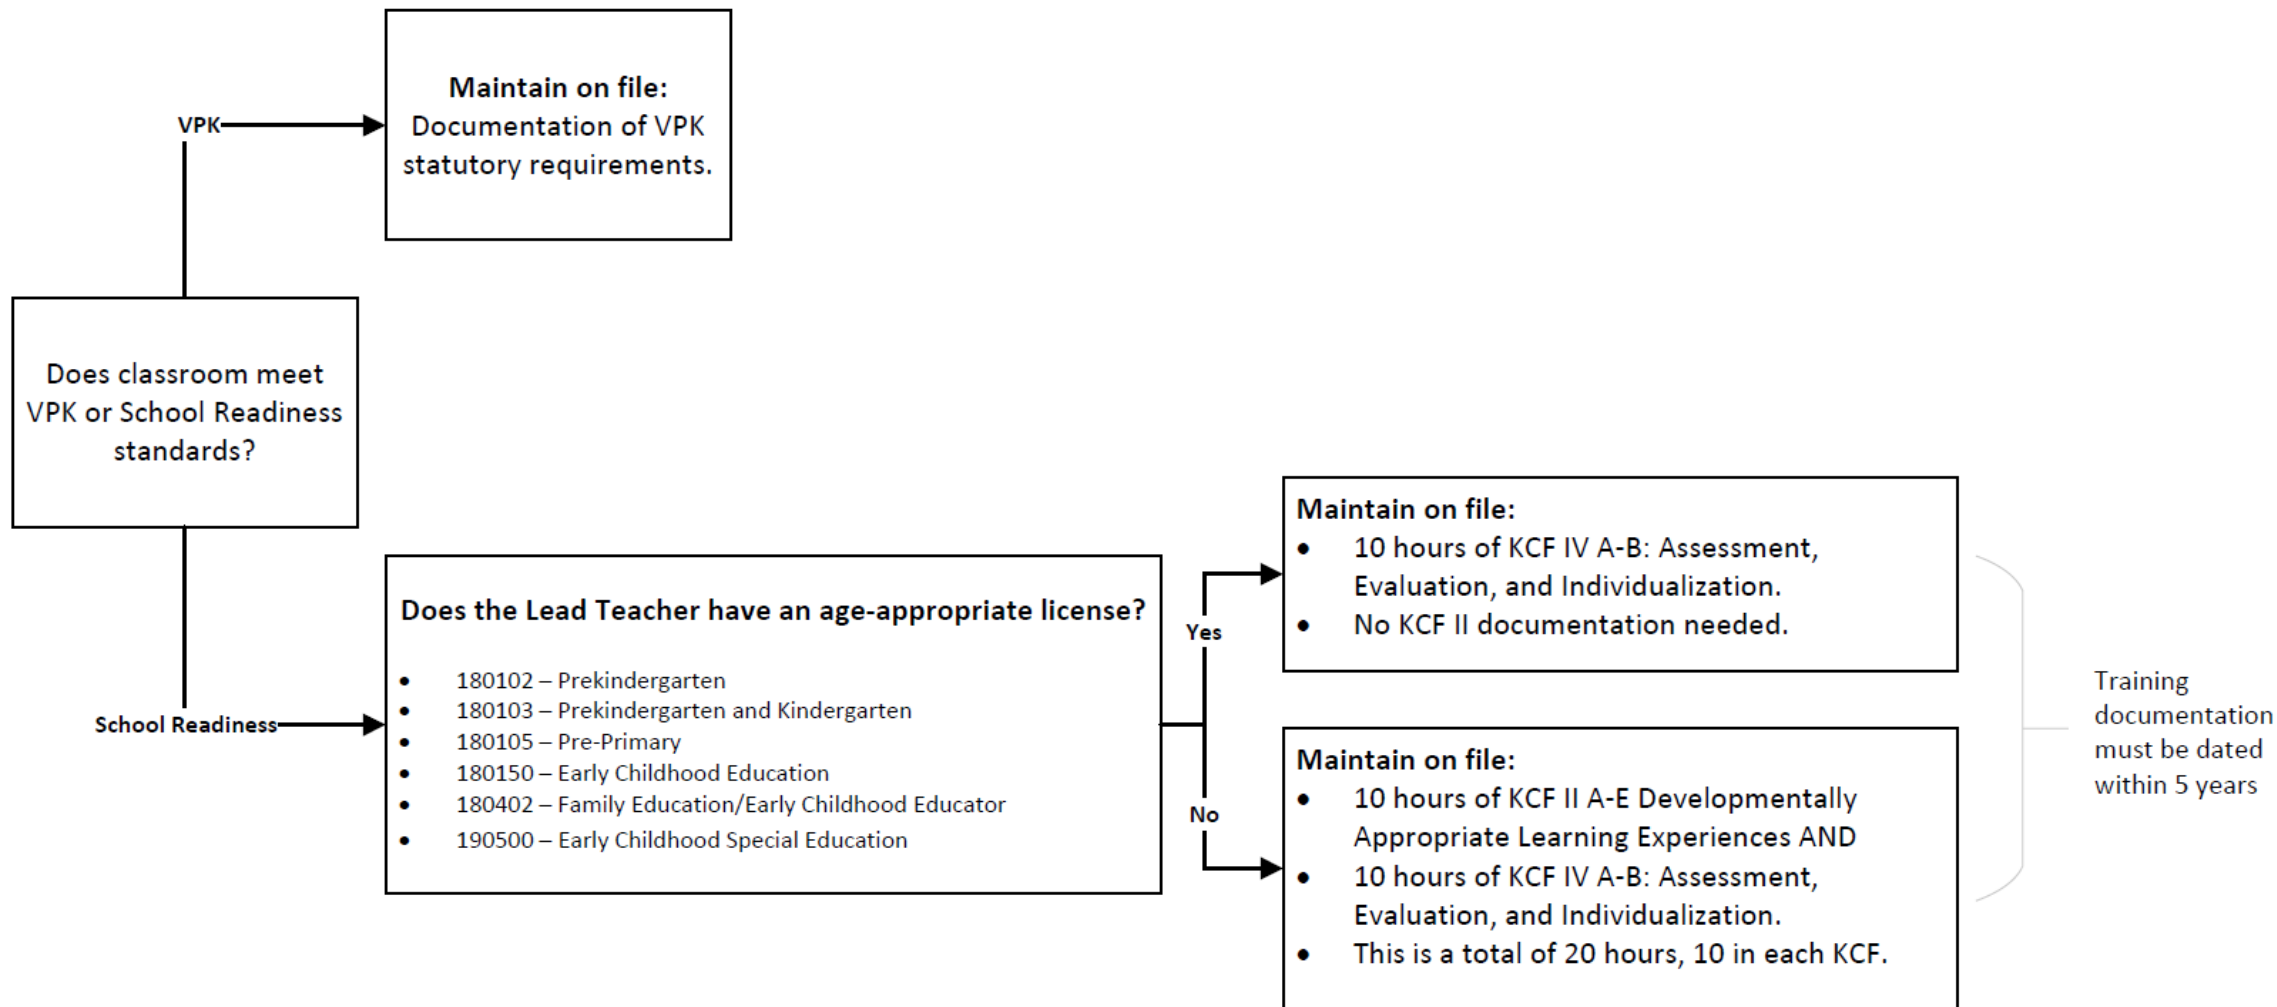 VPK
Maintain on file:
Documentation of VPK
statutory requirements.
Does classroom meet
VPK or School Readiness
standards?
School Readiness
Does the Lead Teacher have an age-appropriate license?
• 180102 – Prekindergarten
• 180103 – Prekindergarten and Kindergarten
• 180105 – Pre-Primary
• 180150 – Early Childhood Education
• 180402 – Family Education/Early Childhood Educator
• 190500 – Early Childhood Special Education
Yes
Maintain on file:
• 10 hours of KCF IV A-B: Assessment,
Evaluation, and Individualization.
• No KCF II documentation needed.
No
Maintain on file:
• 10 hours of KCF II A-E Developmentally
Appropriate Learning Experiences AND
• 10 hours of KCF IV A-B: Assessment,
Evaluation, and Individualization.
• This is a total of 20 hours, 10 in each KCF.
Training
documentation
must be dated
within 5 years